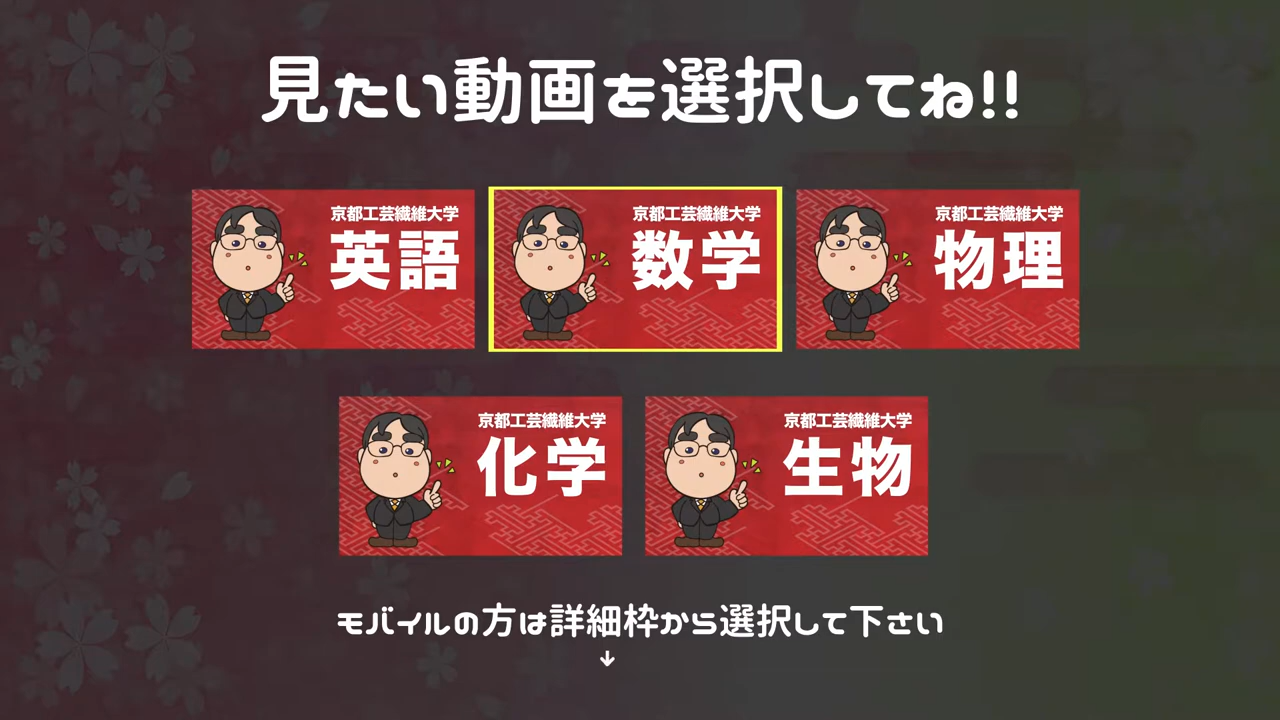 見たい動画を選択してね!!
京都工芸繊維大学
英語
京都工芸繊維大学
数学
京都工芸繊維大学
物理
京都工芸繊維大学
化学
京都工芸繊維大学
生物
モバイルの方は詳細枠から選択して下さい
↓